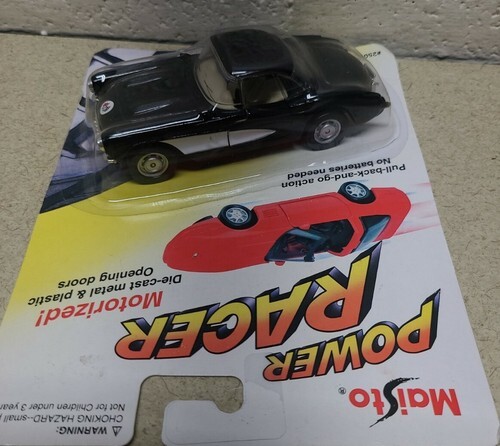 Maisto®
POWER
RACER
Motorized!
Die-cast metal & plastic
Opening doors
Pull-back-and-go action
No batteries needed
⚠ WARNING:
CHOKING HAZARD--small
Not for Children under 3 year